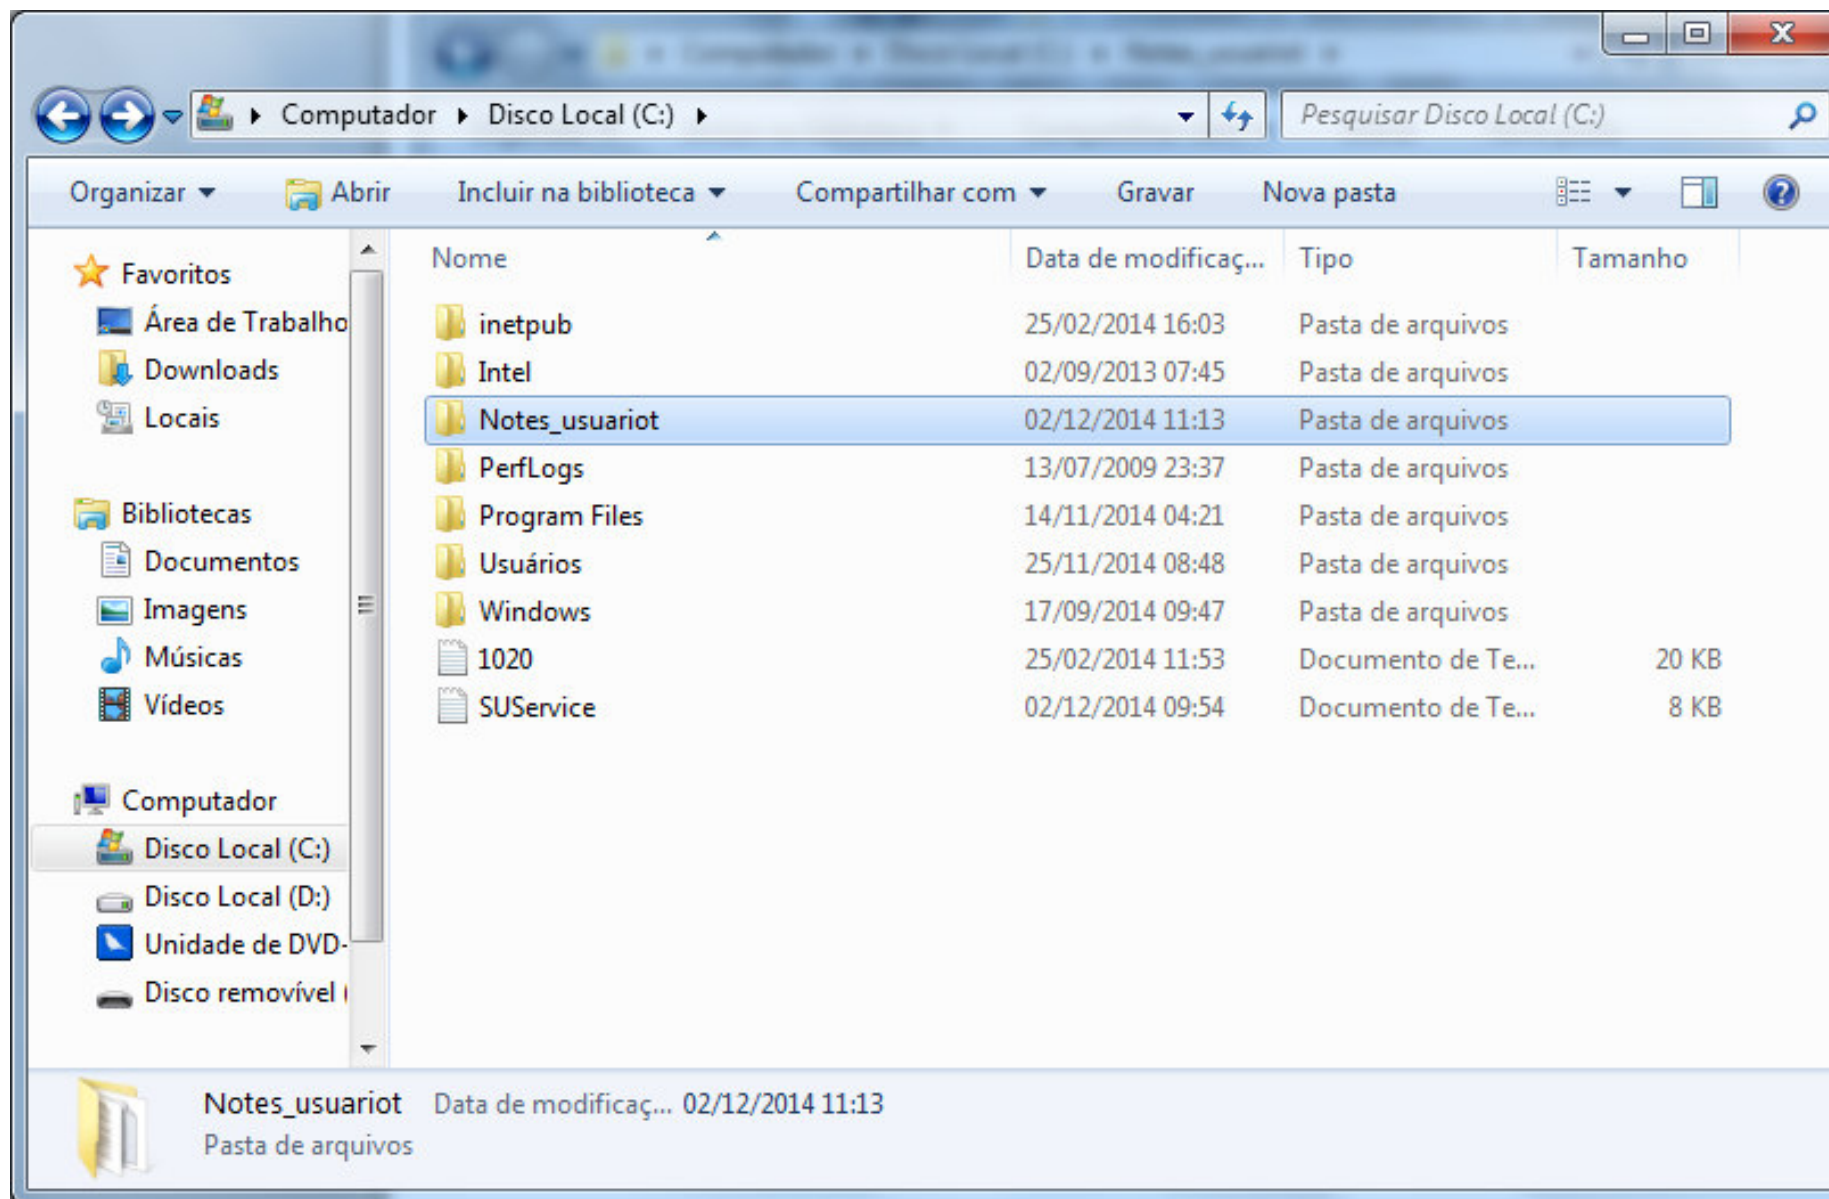 Computador Disco Local (C:) Pesquisar Disco Local (C:)
Organizar Abrir Incluir na biblioteca Compartilhar com Gravar Nova pasta
Favoritos
Área de Trabalho
Downloads
Locais
Bibliotecas
Documentos
Imagens
Músicas
Vídeos
Computador
Disco Local (C:)
Disco Local (D:)
Unidade de DVD-
Disco removível (
Nome Data de modificaç... Tipo Tamanho
inetpub 25/02/2014 16:03 Pasta de arquivos
Intel 02/09/2013 07:45 Pasta de arquivos
Notes_usuariot 02/12/2014 11:13 Pasta de arquivos
PerfLogs 13/07/2009 23:37 Pasta de arquivos
Program Files 14/11/2014 04:21 Pasta de arquivos
Usuários 25/11/2014 08:48 Pasta de arquivos
Windows 17/09/2014 09:47 Pasta de arquivos
1020 25/02/2014 11:53 Documento de Te... 20 KB
SUService 02/12/2014 09:54 Documento de Te... 8 KB
Notes_usuariot Data de modificaç... 02/12/2014 11:13
Pasta de arquivos